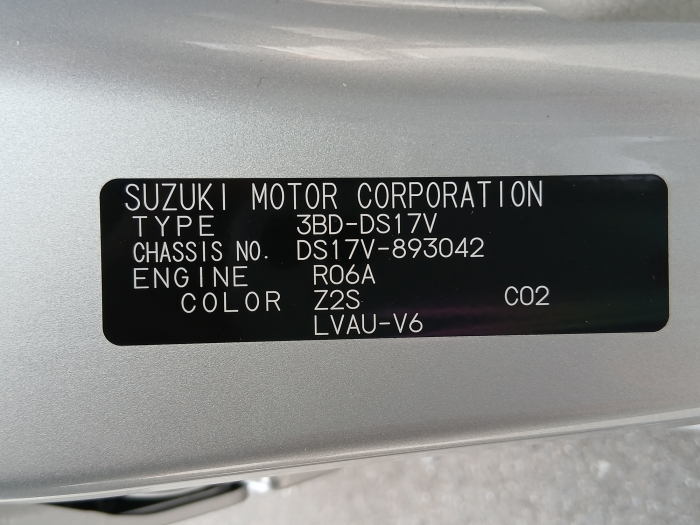 SUZUKI MOTOR CORPORATION
TYPE 3BD-DS17V
CHASSIS NO. DS17V-893042
ENGINE R06A
COLOR Z2S C02
LVAU-V6